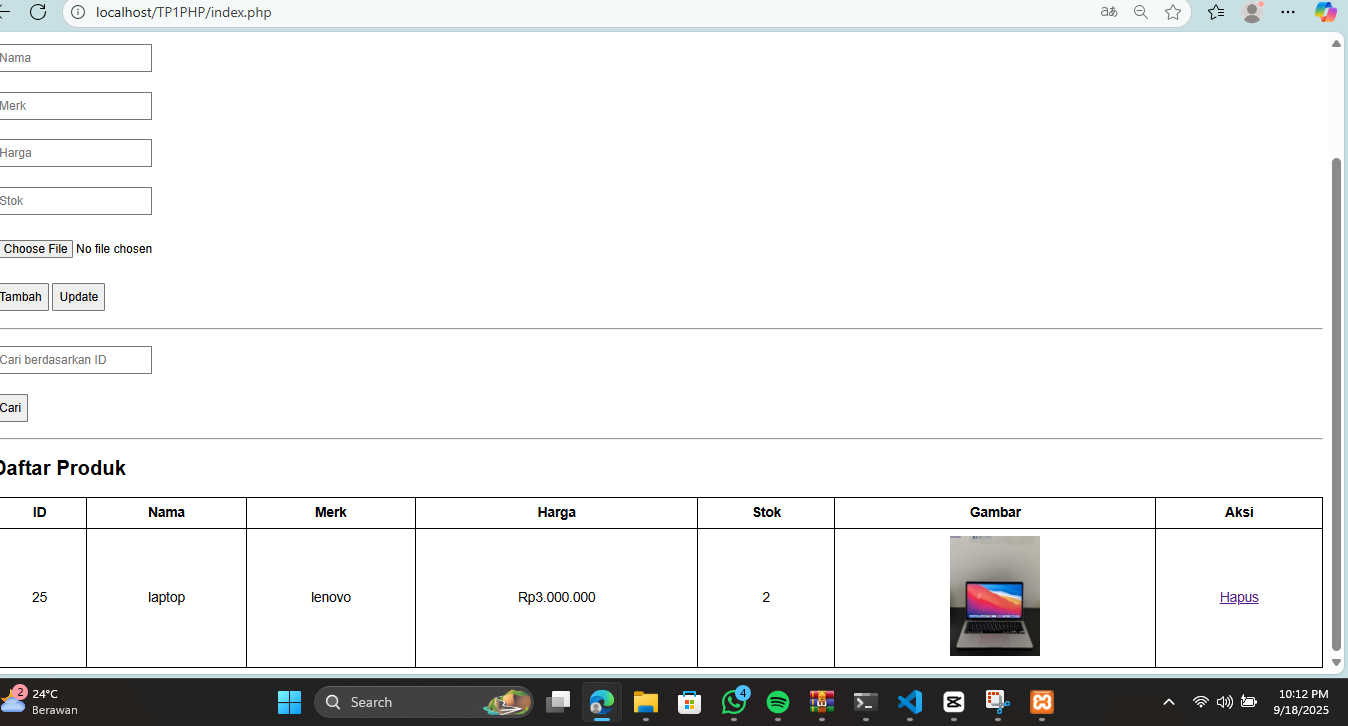 localhost/TP1PHP/index.php
Nama
Merk
Harga
Stok
Choose File No file chosen
Tambah Update
Cari berdasarkan ID
Cari
Daftar Produk
ID Nama Merk Harga Stok Gambar Aksi
25 laptop lenovo Rp3.000.000 2 Hapus
2 24°C
Berawan
Search
4
10:12 PM
9/18/2025